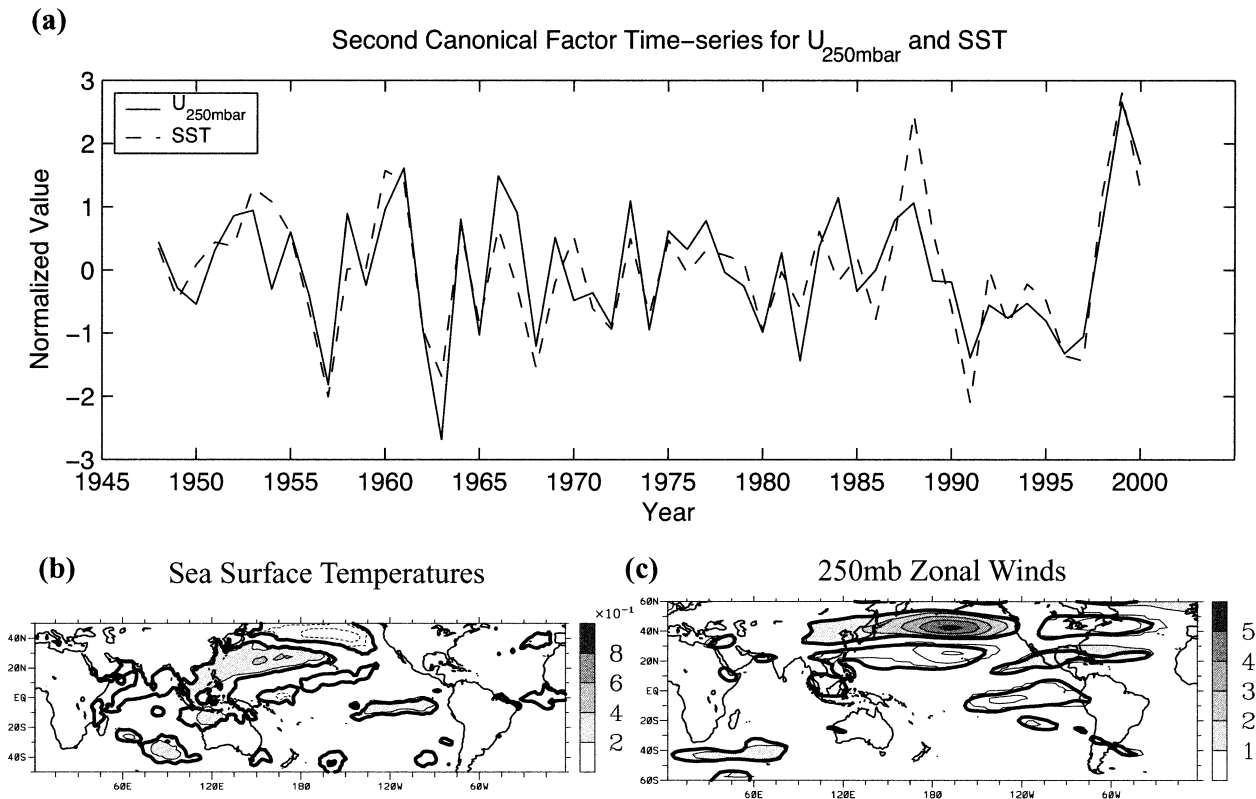 (a)
Second Canonical Factor Time-series for U250mbar and SST
Normalized Value
3
2
1
0
−1
−2
−3
U250mbar
SST
1945 1950 1955 1960 1965 1970 1975 1980 1985 1990 1995 2000
Year
(b) Sea Surface Temperatures
×10⁻¹
8
6
4
2
40N
20N
EQ
20S
40S
60E 120E 180 120W 60W
(c) 250mb Zonal Winds
5
4
3
2
1
60N
40N
20N
EQ
20S
40S
60S
60E 120E 180 120W 60W